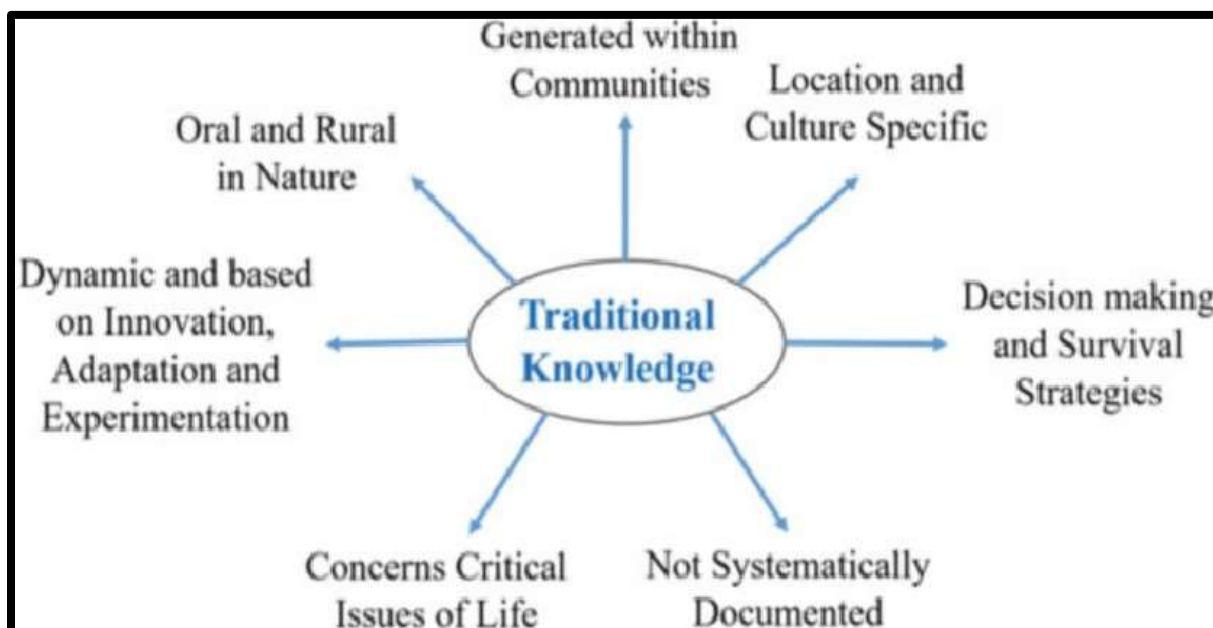 Generated within
Communities
Location and
Culture Specific
Oral and Rural
in Nature
Dynamic and based
on Innovation,
Adaptation and
Experimentation
Traditional
Knowledge
Decision making
and Survival
Strategies
Concerns Critical
Issues of Life
Not Systematically
Documented